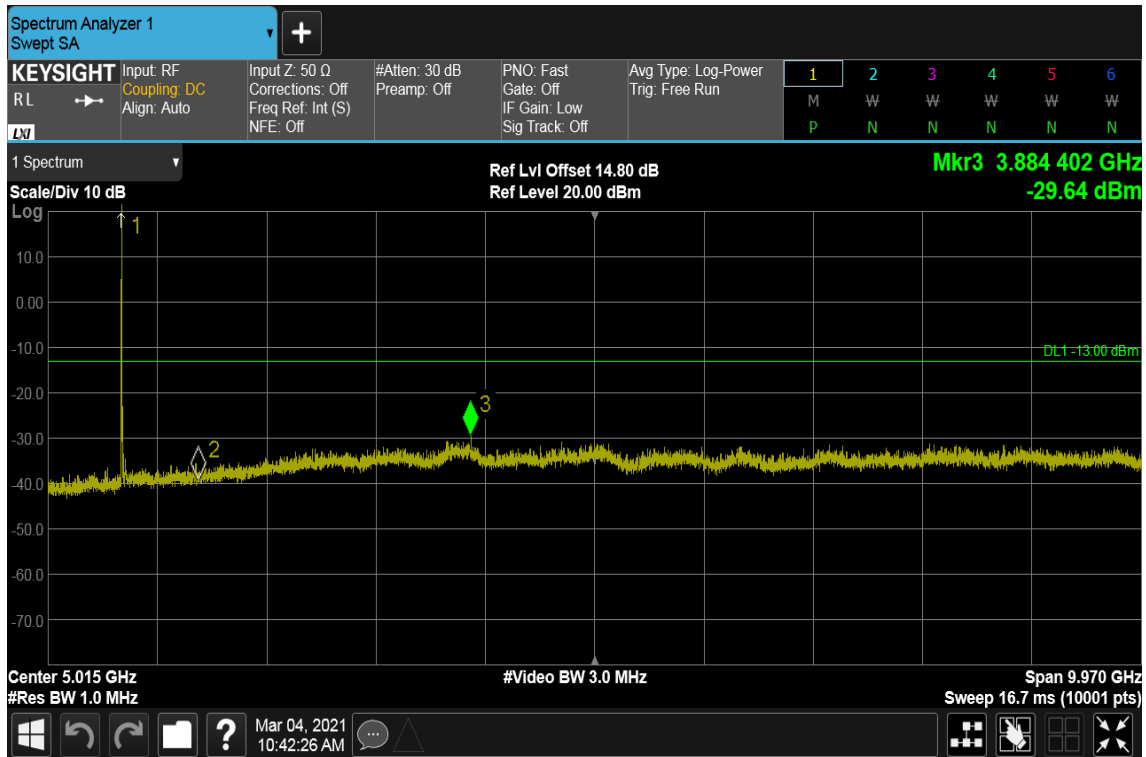 Spectrum Analyzer 1
Swept SA
+
KEYSIGHT
R L
LXI
Input: RF
Coupling: DC
Align: Auto
Input Z: 50 Ω
Corrections: Off
Freq Ref: Int (S)
NFE: Off
#Atten: 30 dB
Preamp: Off
PNO: Fast
Gate: Off
IF Gain: Low
Sig Track: Off
Avg Type: Log-Power
Trig: Free Run
1 2 3 4 5 6
M W W W W W
P N N N N N
1 Spectrum
Scale/Div 10 dB
Ref Lvl Offset 14.80 dB
Ref Level 20.00 dBm
Mkr3 3.884 402 GHz
-29.64 dBm
Log
1
10.0
0.00
-10.0
DL1 -13.00 dBm
-20.0
3
-30.0
2
-40.0
-50.0
-60.0
-70.0
Center 5.015 GHz
#Video BW 3.0 MHz
Span 9.970 GHz
#Res BW 1.0 MHz
Sweep 16.7 ms (10001 pts)
?
Mar 04, 2021
10:42:26 AM